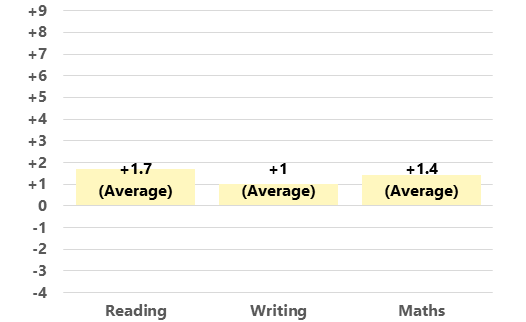 +9
+8
+7
+6
+5
+4
+3
+2
+1
0
-1
-2
-3
-4
+1.7
(Average)
+1
(Average)
+1.4
(Average)
Reading
Writing
Maths